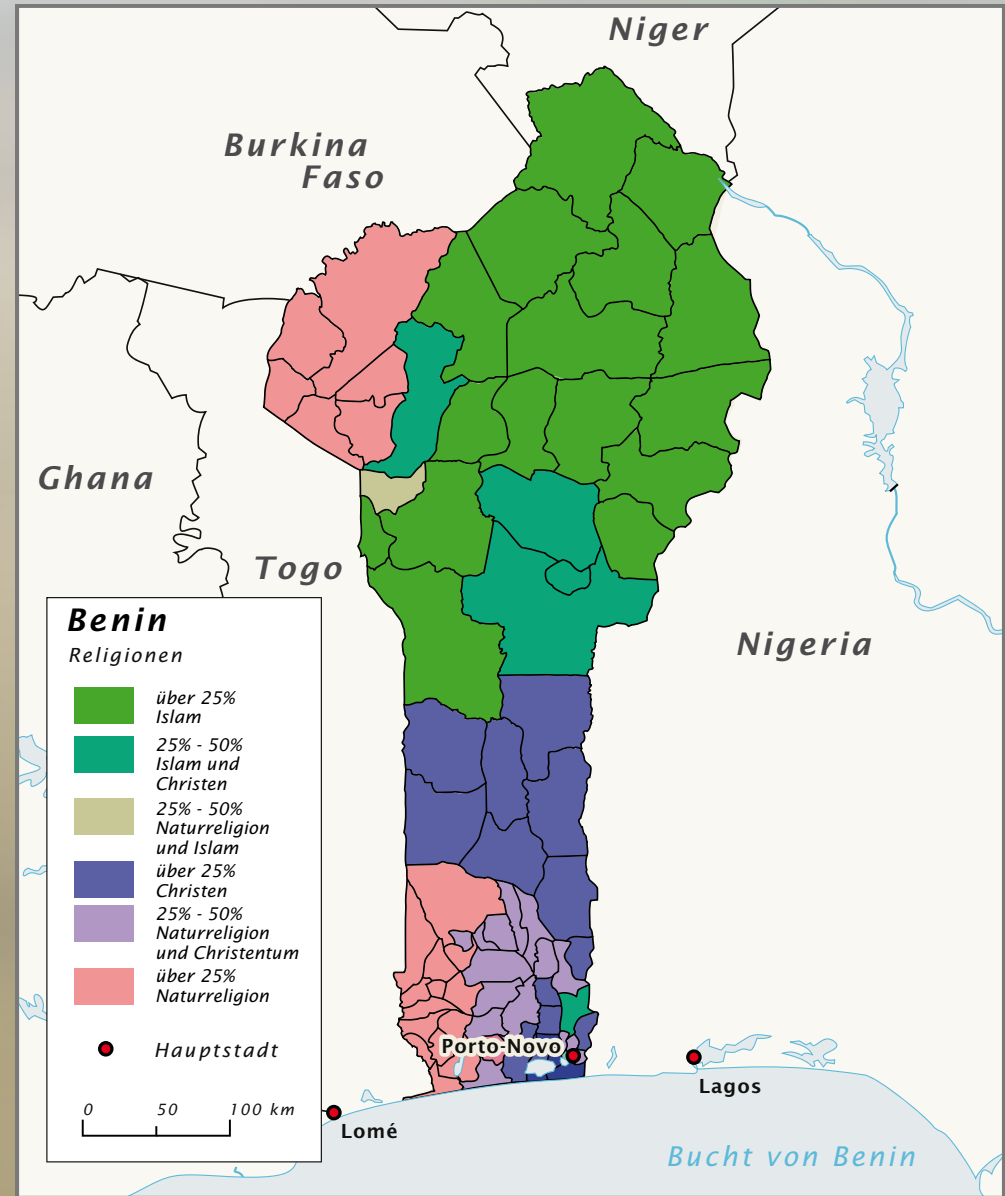 Niger
Burkina
Faso
Ghana
Togo
Nigeria
Benin
Religionen
über 25%
Islam
25% - 50%
Islam und
Christen
25% - 50%
Naturreligion
und Islam
über 25%
Christen
25% - 50%
Naturreligion
und Christentum
über 25%
Naturreligion
Hauptstadt
0 50 100 km
Porto-Novo
Lagos
Lomé
Bucht von Benin